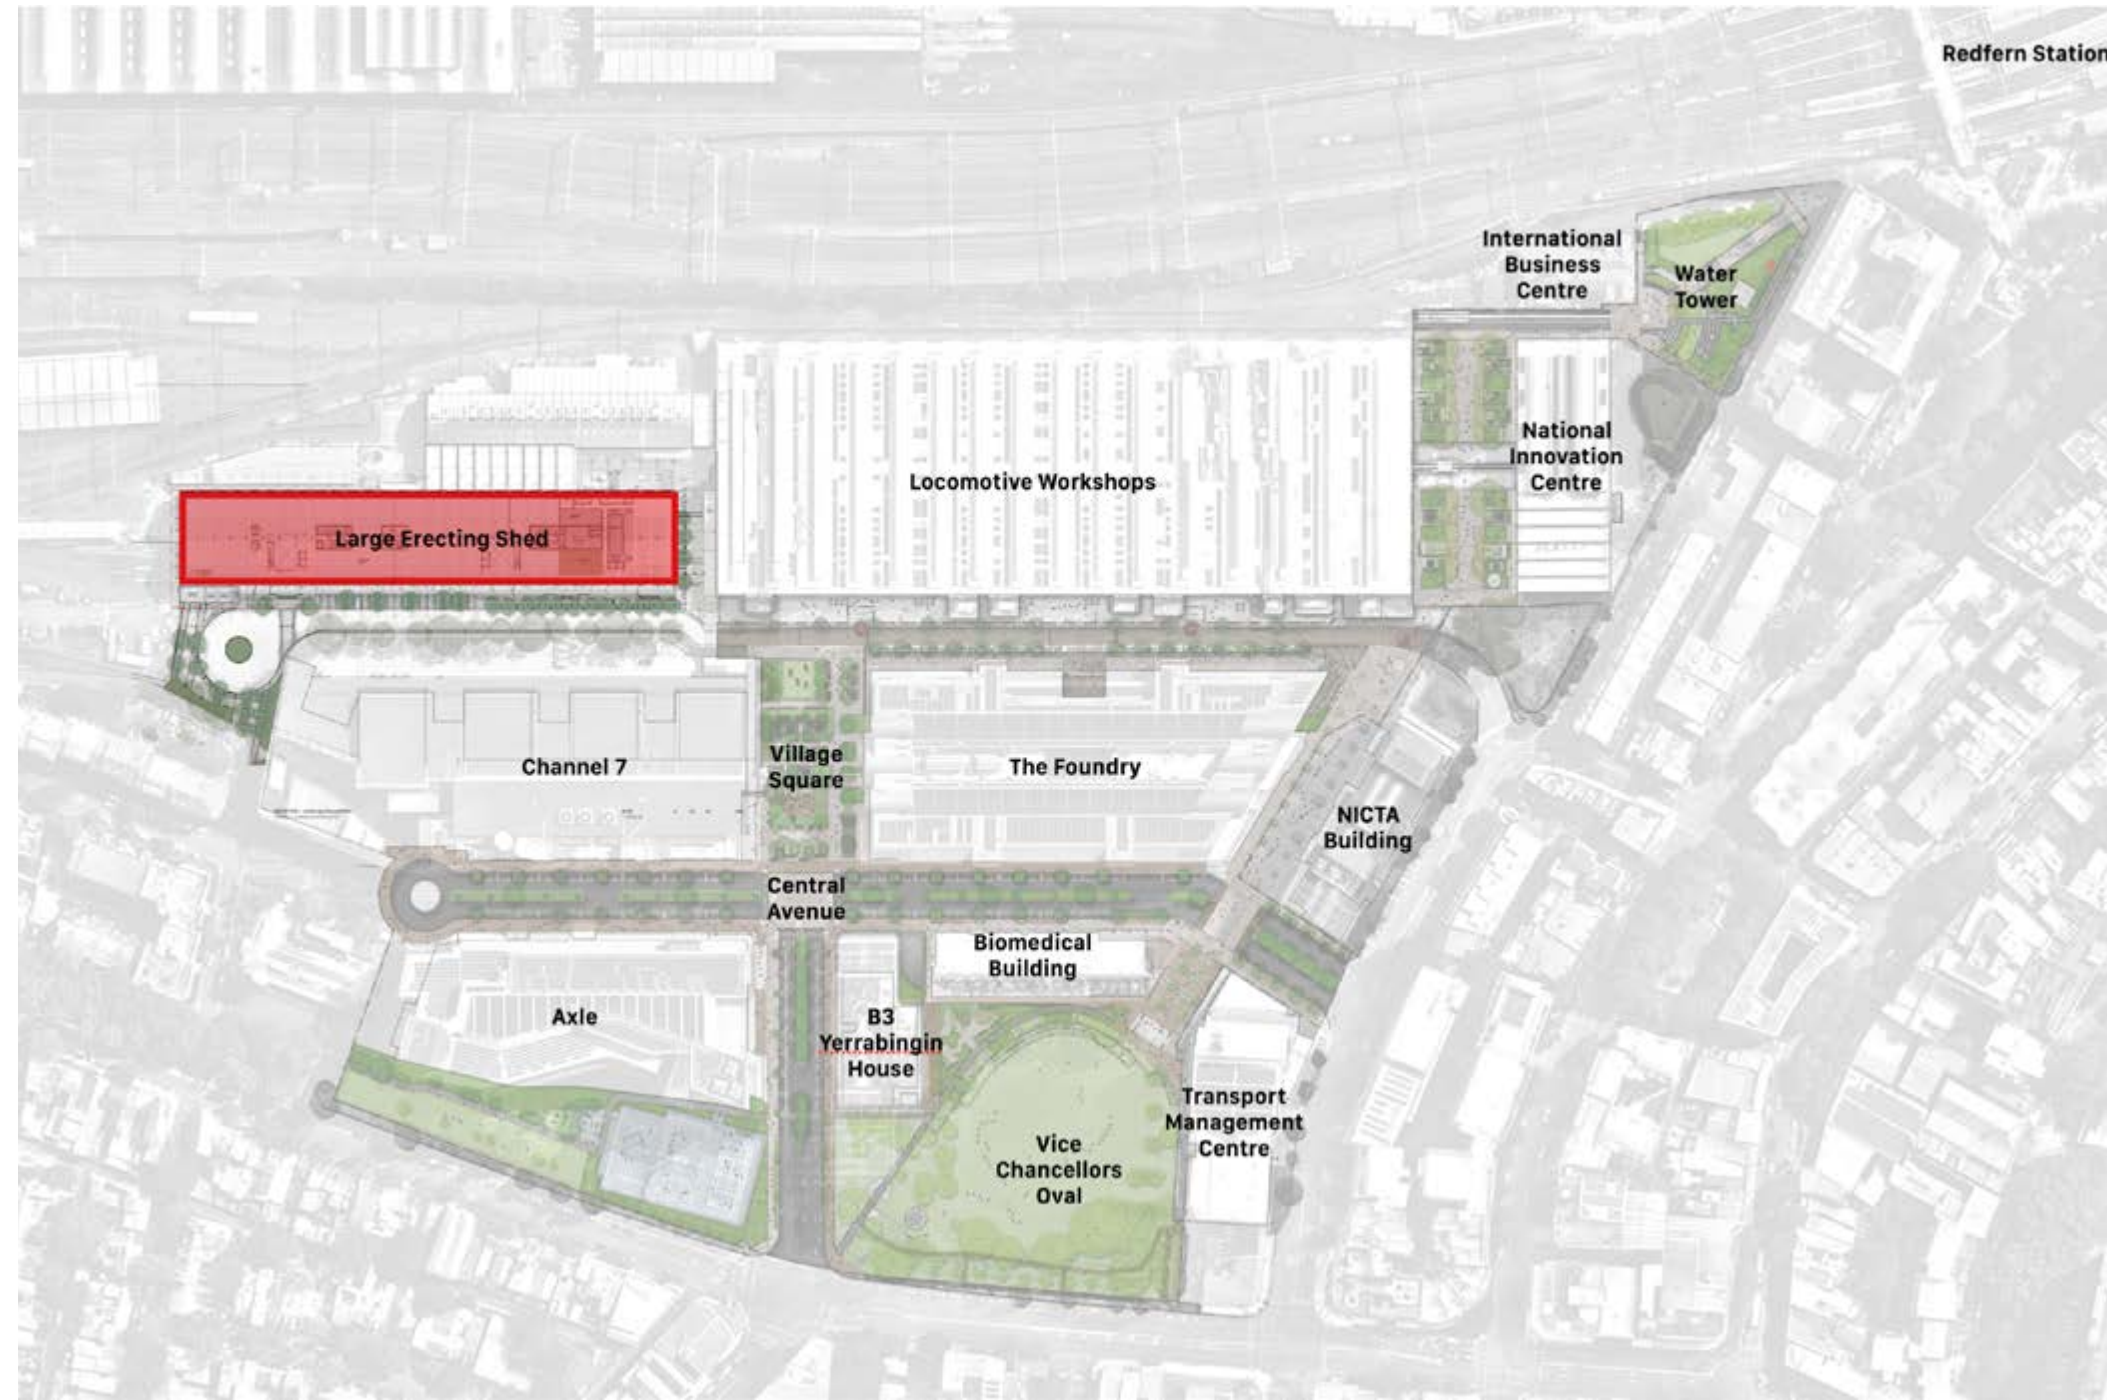 Redfern Station
International
Business
Centre
Water
Tower
National
Innovation
Centre
Locomotive Workshops
Large Erecting Shed
Channel 7
Village
Square
The Foundry
NICTA
Building
Central
Avenue
Biomedical
Building
Axle
B3
Yerrabingin
House
Transport
Management
Centre
Vice
Chancellors
Oval